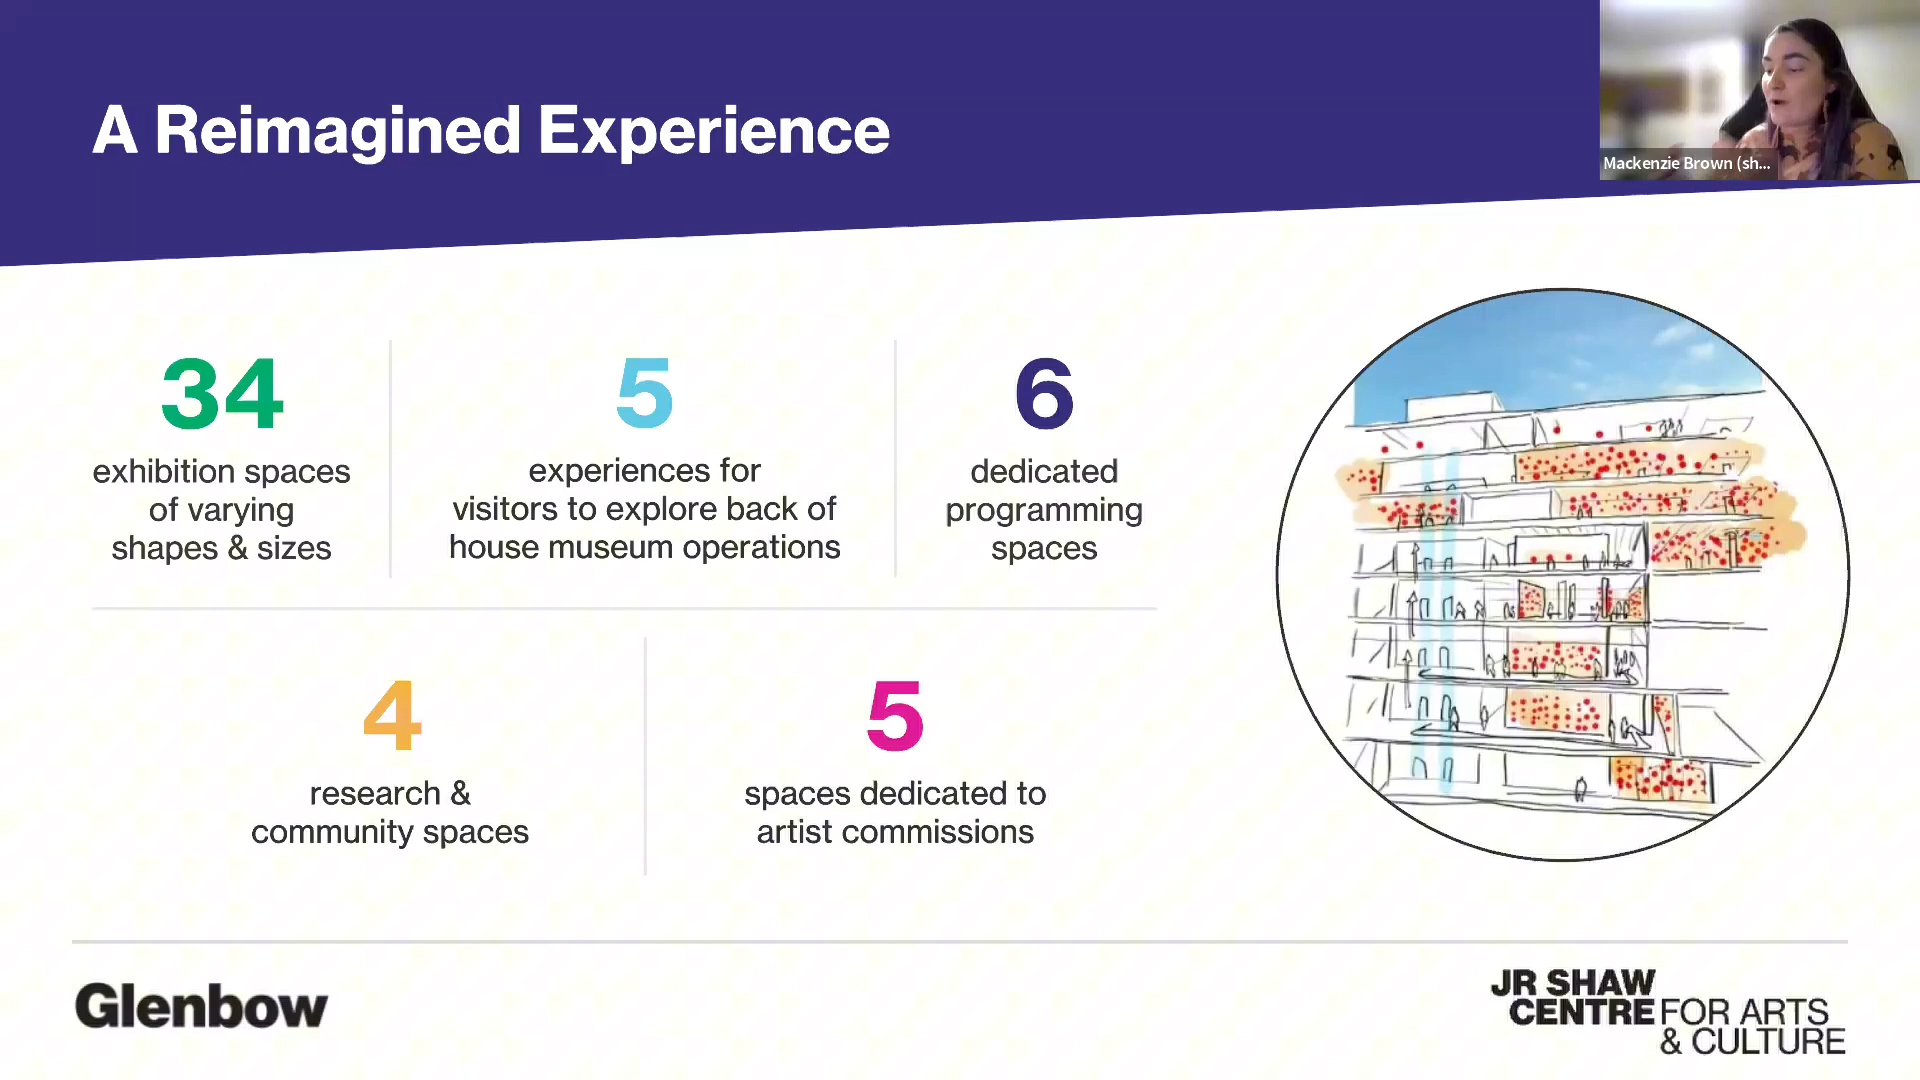 A Reimagined Experience
Mackenzie Brown (sh...
34
exhibition spaces
of varying
shapes & sizes
5
experiences for
visitors to explore back of
house museum operations
6
dedicated
programming
spaces
4
research &
community spaces
5
spaces dedicated to
artist commissions
Glenbow
JR SHAW
CENTRE FOR ARTS
& CULTURE